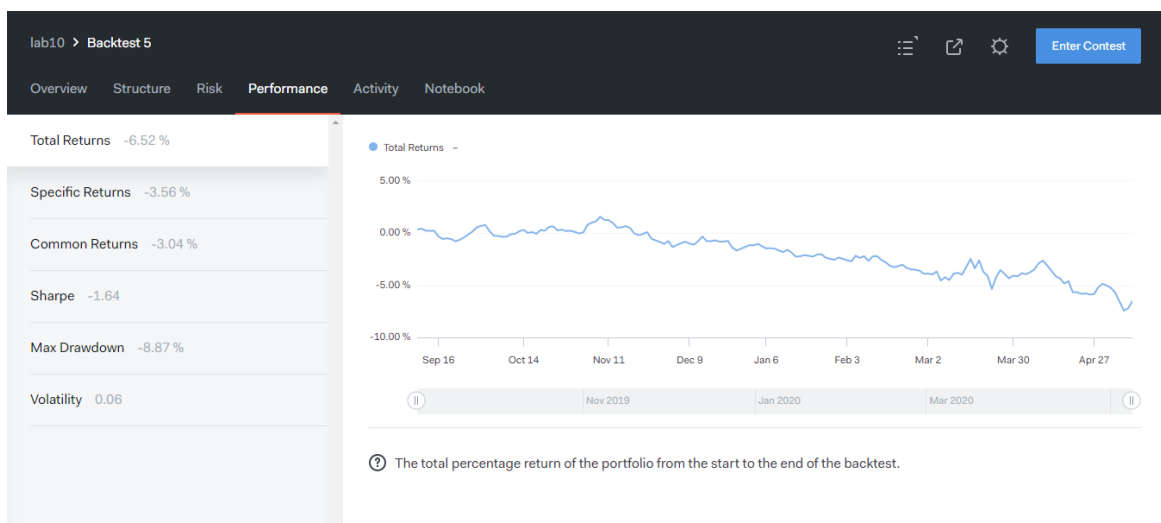 lab10 > Backtest 5
Enter Contest
Overview Structure Risk Performance Activity Notebook
Total Returns -6.52 %
Specific Returns -3.56 %
Common Returns -3.04 %
Sharpe -1.64
Max Drawdown -8.87 %
Volatility 0.06
Total Returns –
5.00 %
0.00 %
-5.00 %
-10.00 %
Sep 16 Oct 14 Nov 11 Dec 9 Jan 6 Feb 3 Mar 2 Mar 30 Apr 27
Nov 2019 Jan 2020 Mar 2020
? The total percentage return of the portfolio from the start to the end of the backtest.